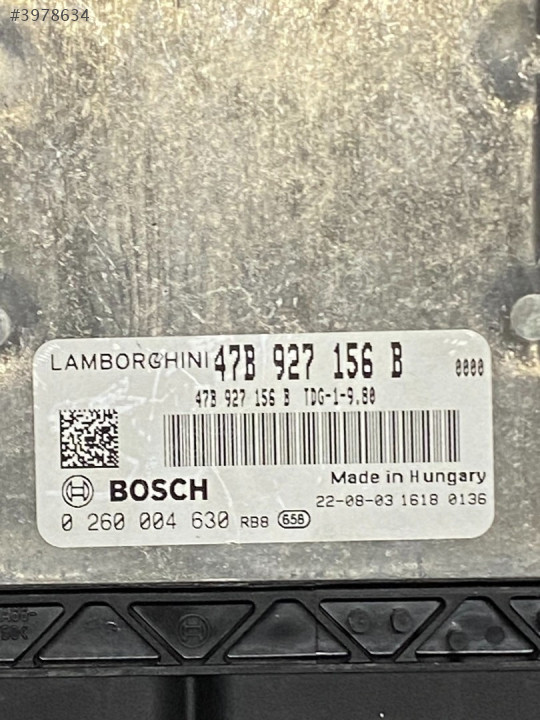 #3978634
LAMBORGHINI 47B 927 156 B 0000
47B 927 156 B TDG-1-9.80
Made in Hungary
BOSCH 22-08-03 1618 0136
0 260 004 630 RB8 658